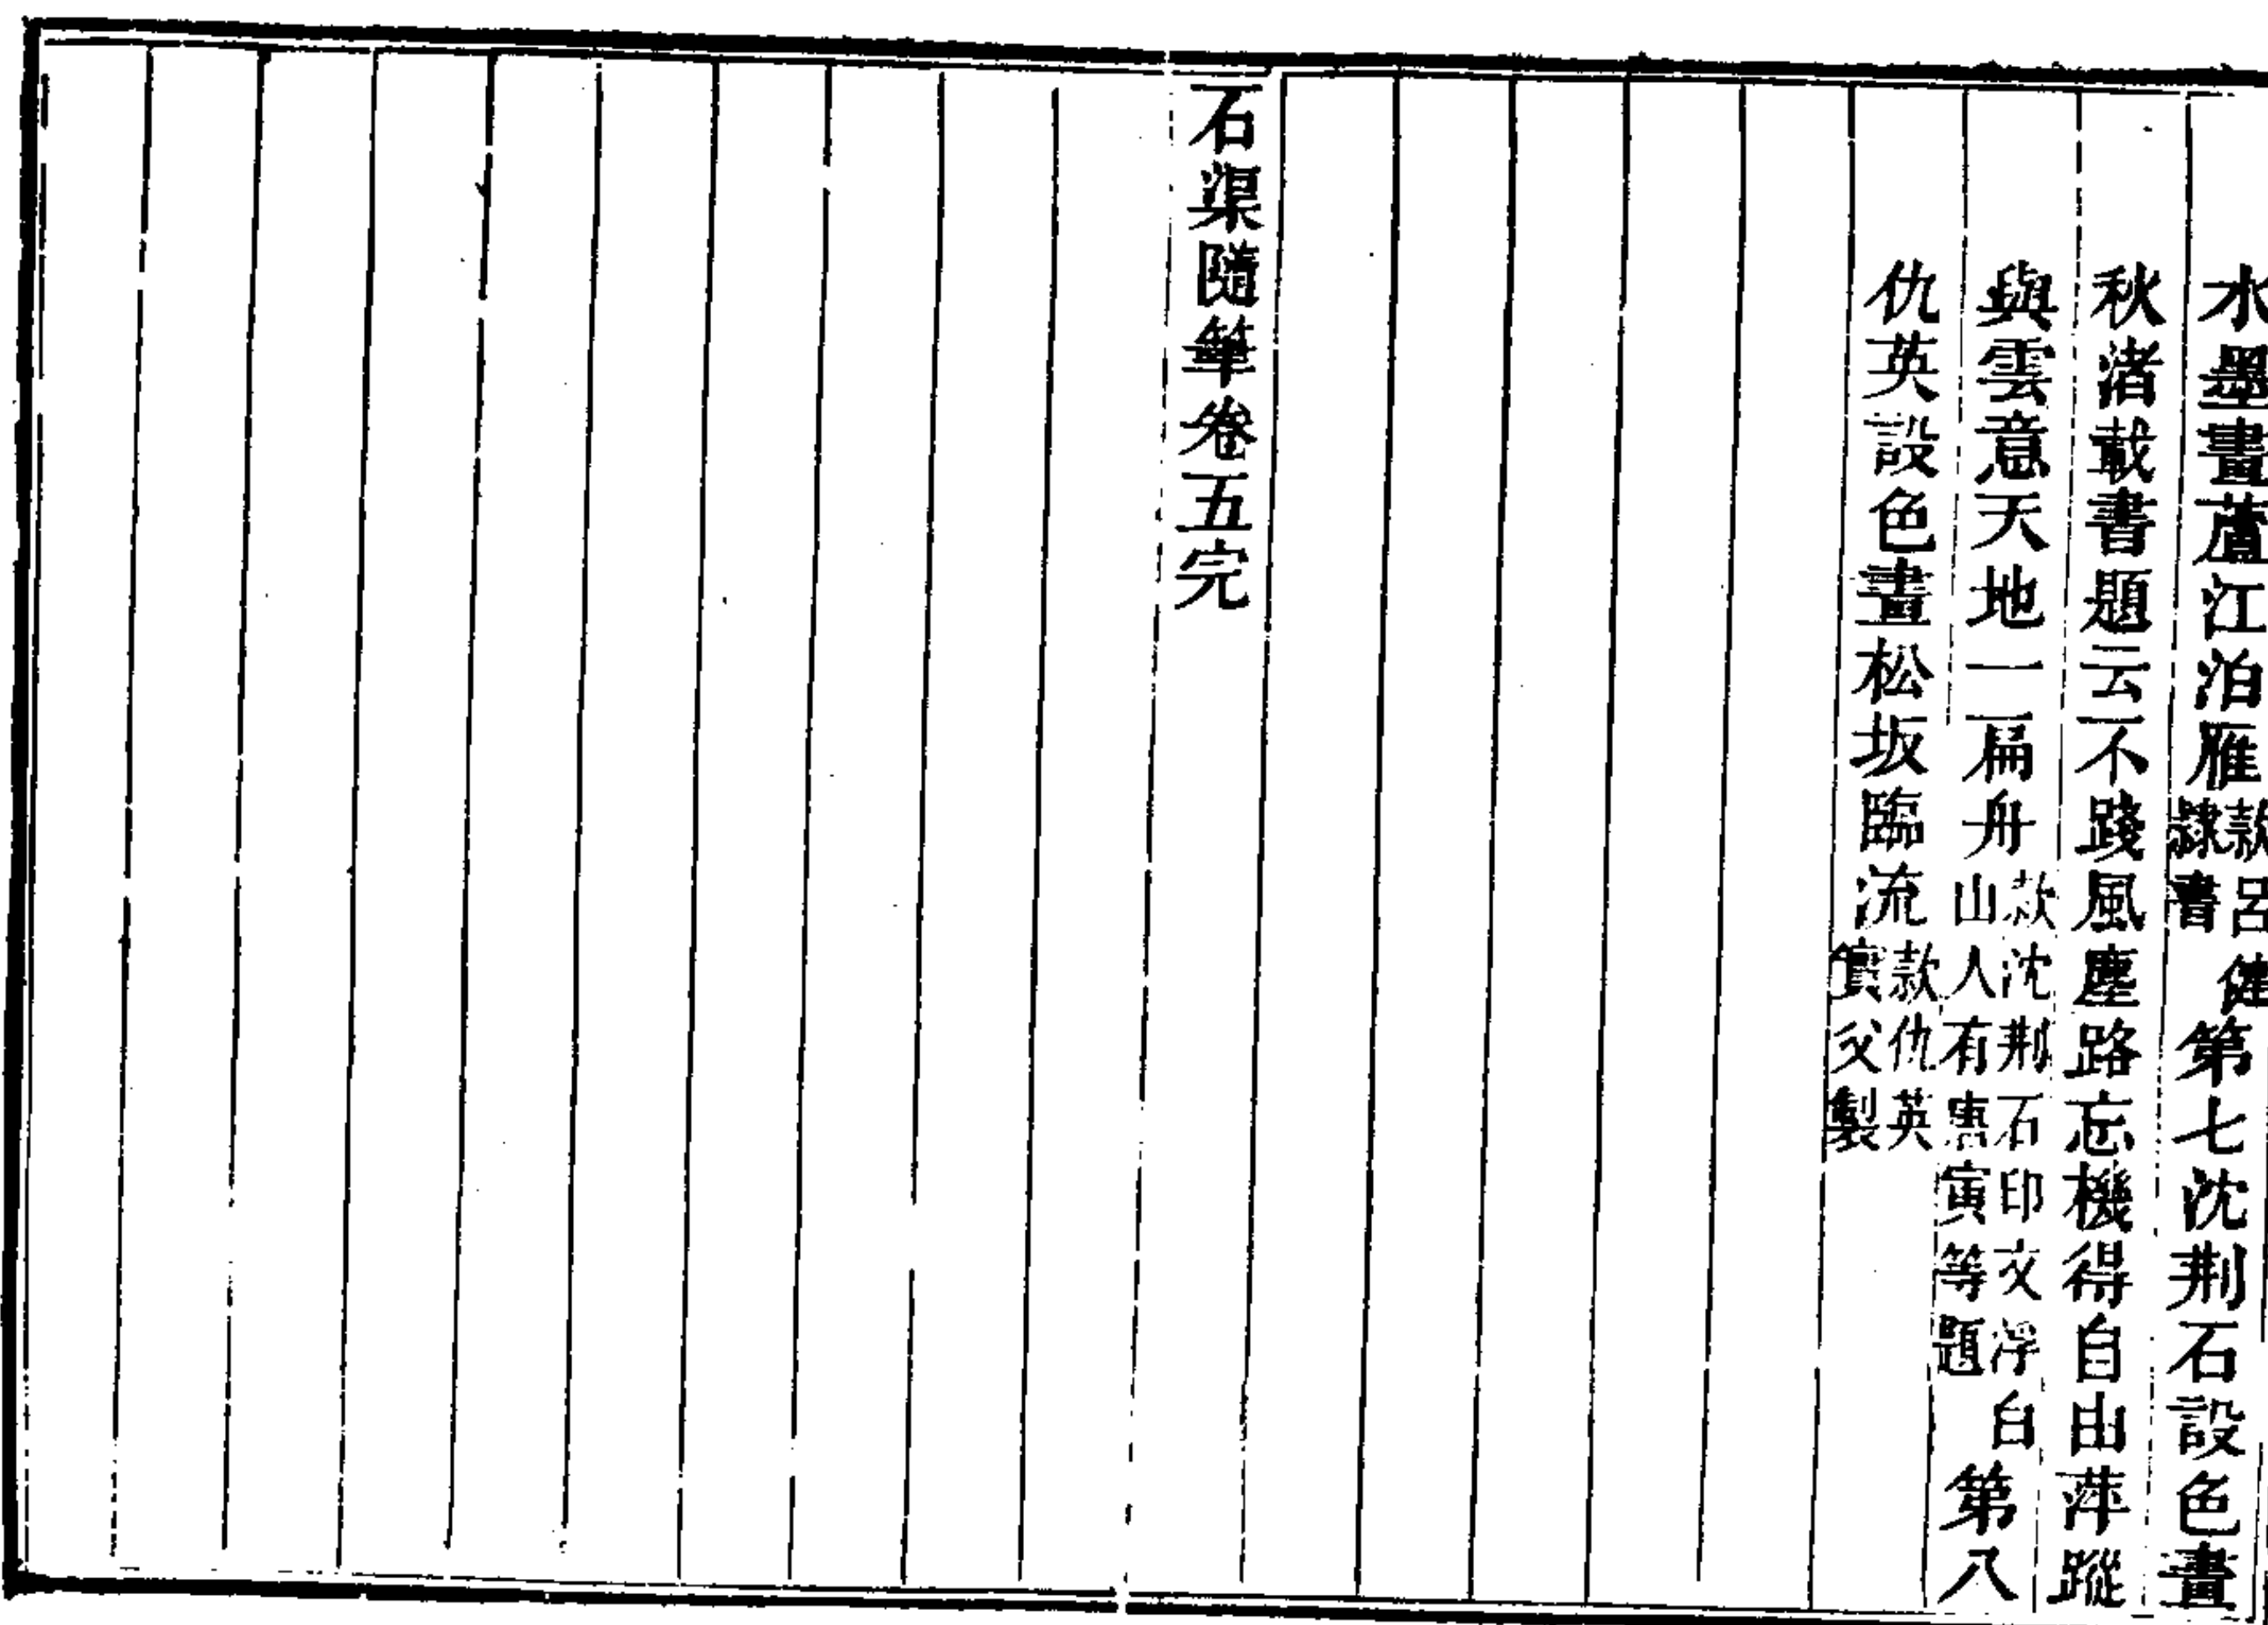 水墨畫蘆江泊雁款呂健隸書第七沈荆石設色畫
秋渚載書題云不踐風塵路忘機得自由萍蹤
與雲意天地一扁舟款沈荆石印文浮白山人有唐寅等題第八
仇英設色畫松坂臨流款仇英實父製
石渠隨筆卷五完